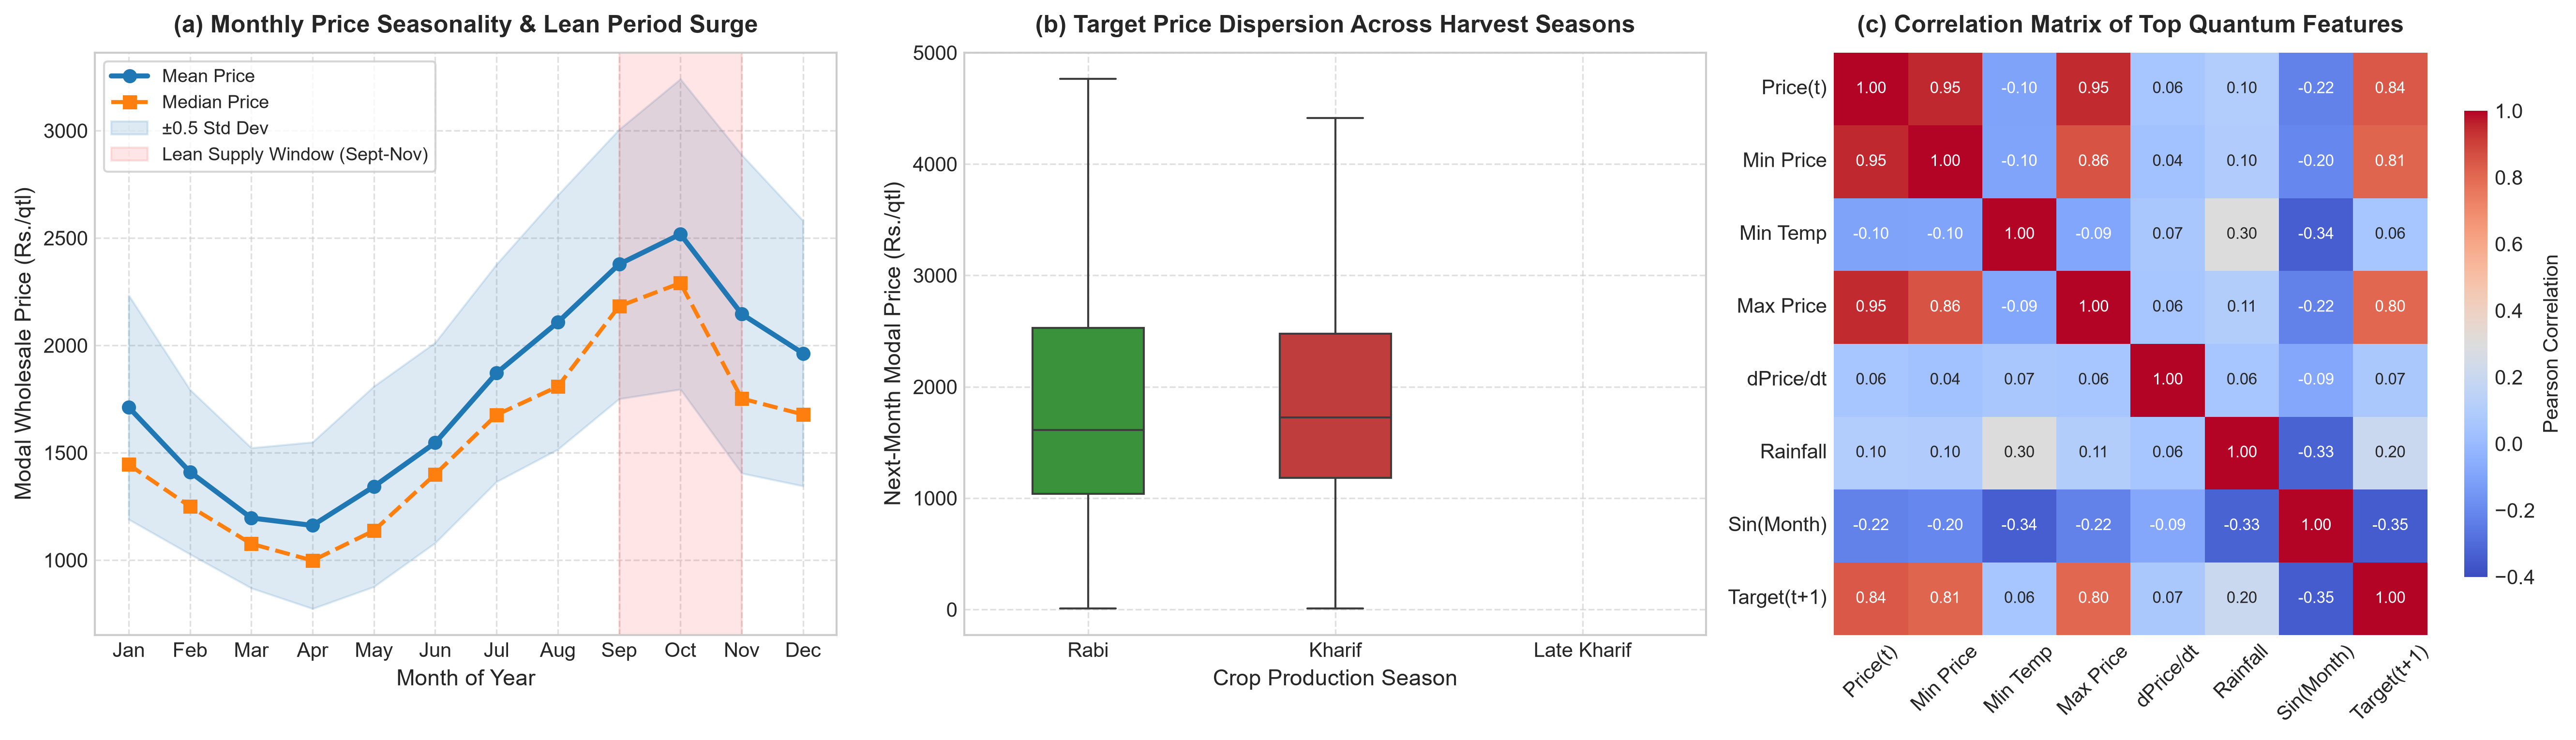 (a) Monthly Price Seasonality & Lean Period Surge
Mean Price
Median Price
±0.5 Std Dev
Lean Supply Window (Sept-Nov)
Modal Wholesale Price (Rs./qtl)
3000
2500
2000
1500
1000
Jan Feb Mar Apr May Jun Jul Aug Sep Oct Nov Dec
Month of Year
(b) Target Price Dispersion Across Harvest Seasons
Next-Month Modal Price (Rs./qtl)
5000
4000
3000
2000
1000
0
Rabi Kharif Late Kharif
Crop Production Season
(c) Correlation Matrix of Top Quantum Features
Price(t) 1.00 0.95 -0.10 0.95 0.06 0.10 -0.22 0.84
Min Price 0.95 1.00 -0.10 0.86 0.04 0.10 -0.20 0.81
Min Temp -0.10 -0.10 1.00 -0.09 0.07 0.30 -0.34 0.06
Max Price 0.95 0.86 -0.09 1.00 0.06 0.11 -0.22 0.80
dPrice/dt 0.06 0.04 0.07 0.06 1.00 0.06 -0.09 0.07
Rainfall 0.10 0.10 0.30 0.11 0.06 1.00 -0.33 0.20
Sin(Month) -0.22 -0.20 -0.34 -0.22 -0.09 -0.33 1.00 -0.35
Target(t+1) 0.84 0.81 0.06 0.80 0.07 0.20 -0.35 1.00
Price(t) Min Price Min Temp Max Price dPrice/dt Rainfall Sin(Month) Target(t+1)
1.0
0.8
0.6
0.4
0.2
0.0
−0.2
−0.4
Pearson Correlation